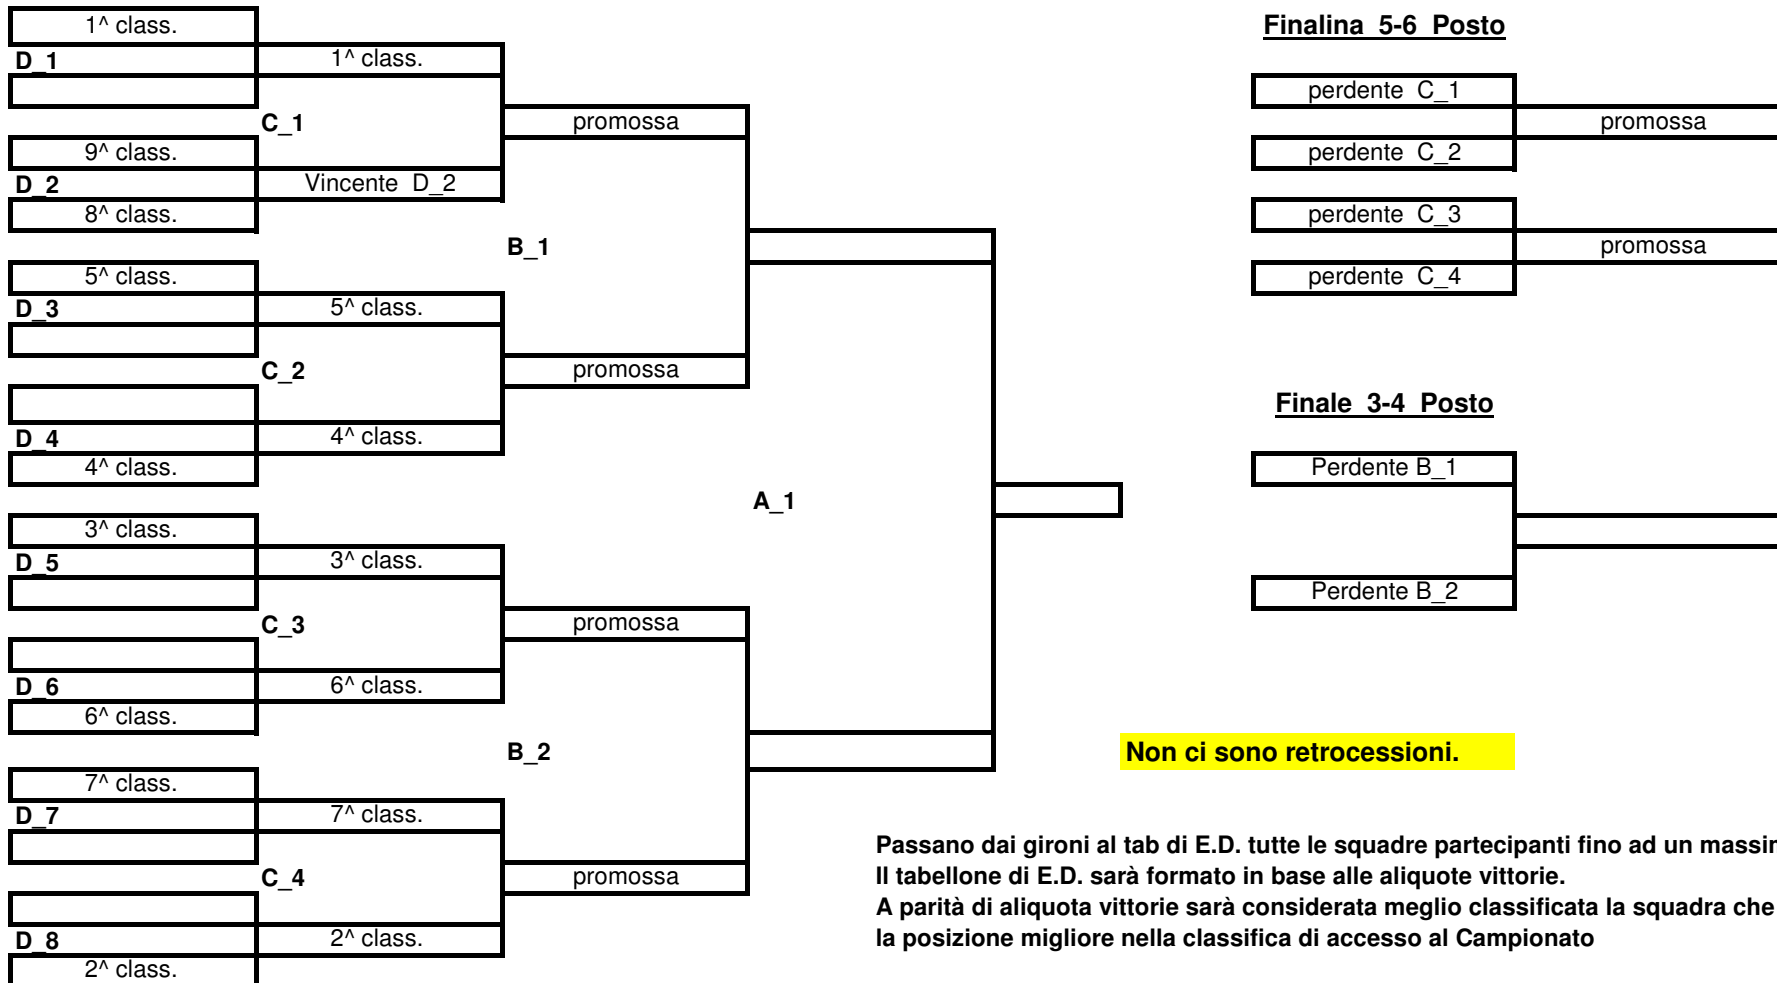 1^ class.
D_1
1^ class.
C_1
promossa
9^ class.
D_2
Vincente D_2
8^ class.
B_1
5^ class.
D_3
5^ class.
C_2
promossa
D_4
4^ class.
4^ class.
A_1
3^ class.
D_5
3^ class.
C_3
promossa
D_6
6^ class.
6^ class.
B_2
7^ class.
D_7
7^ class.
C_4
promossa
D_8
2^ class.
2^ class.
Finalina 5-6 Posto
perdente C_1
promossa
perdente C_2
perdente C_3
promossa
perdente C_4
Finale 3-4 Posto
Perdente B_1
Perdente B_2
Non ci sono retrocessioni.
Passano dai gironi al tab di E.D. tutte le squadre partecipanti fino ad un
Il tabellone di E.D. sarà formato in base alle aliquote vittorie.
A parità di aliquota vittorie sarà considerata meglio classificata la squadra che
la posizione migliore nella classifica di accesso al Campionato